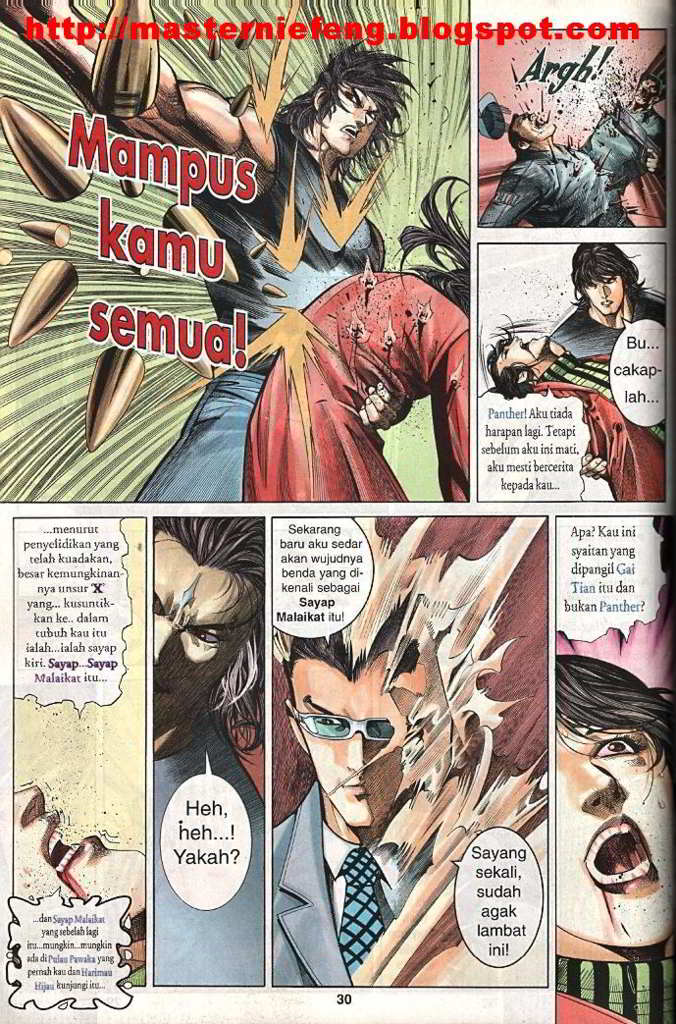 http://masterniefeng.blogspot.com
Mampus
kamu
semua!
Argh!
Bu...
cakap-
lah...
Panther! Aku tiada
harapan lagi. Tetapi
sebelum aku ini mati,
aku mesti bercerita
kepada kau...
...menurut
penyelidikan yang
telah kuadakan,
besar kemungkinan-
nya unsur 'X'
yang... kusuntik-
kan ke.. dalam
tubuh kau itu
ialah...ialah sayap
kiri. Sayap...Sayap
Malaikat itu...
...dan Sayap Malaikat
yang sebelah lagi
itu...mungkin...mungkin
ada di Pulau Pawaka yang
pernah kau dan Harimau
Hijau kunjungi itu...
Heh,
heh...!
Yakah?
Sekarang
baru aku sedar
akan wujudnya
benda yang di-
kenali sebagai
Sayap
Malaikat itu!
Sayang
sekali,
sudah
agak
lambat
ini!
Apa? Kau ini
syaitan yang
dipangil Gai
Tian itu dan
bukan Panther?
30